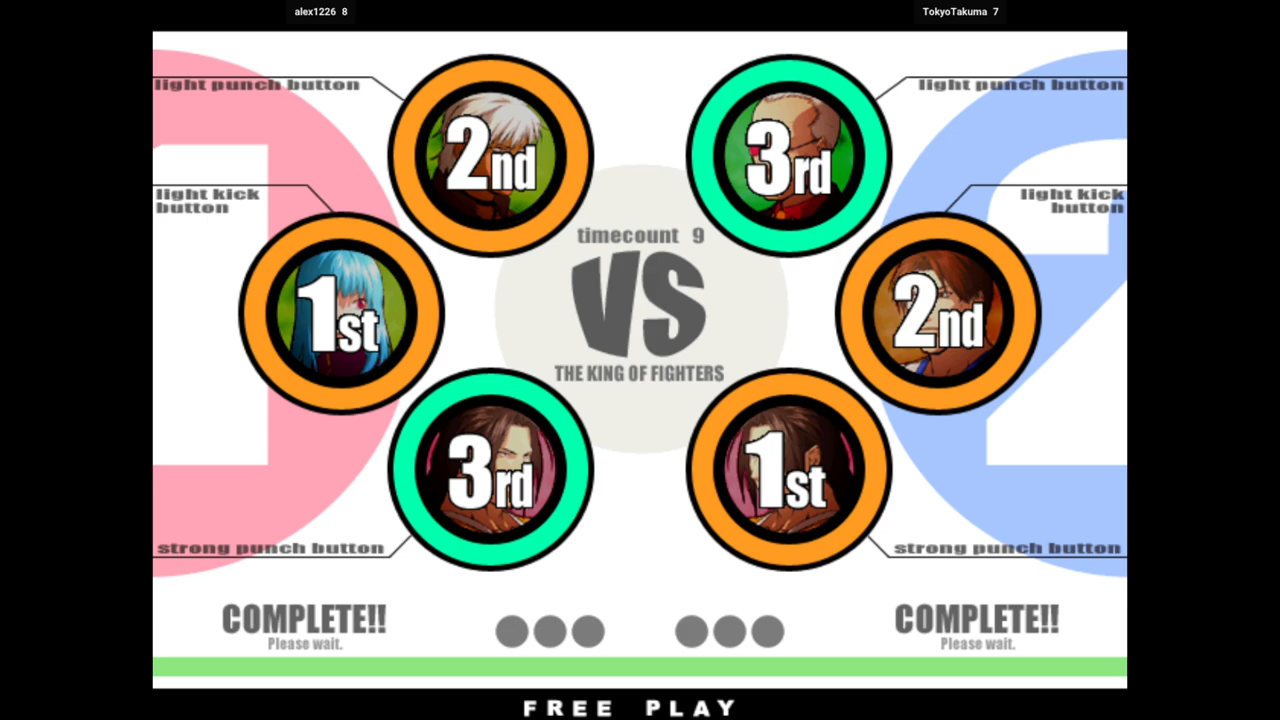 alex1226 8
TokyoTakuma 7
light punch button
light punch button
2nd
3rd
light kick
button
light kick
button
timecount 9
VS
THE KING OF FIGHTERS
1st
2nd
3rd
1st
strong punch button
strong punch button
COMPLETE!!
Please wait.
COMPLETE!!
Please wait.
FREE PLAY